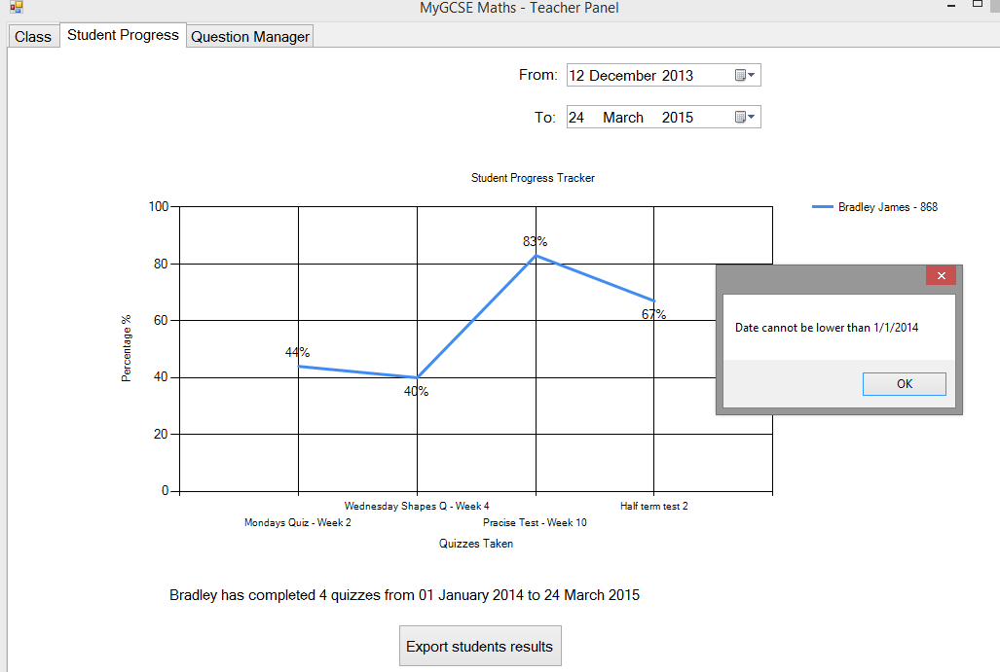 MyGCSE Maths - Teacher Panel
Class Student Progress Question Manager
From: 12 December 2013
To: 24 March 2015
Student Progress Tracker
Bradley James - 868
100
80
60
40
20
0
Percentage %
44%
40%
83%
67%
Wednesday Shapes Q - Week 4 Half term test 2
Mondays Quiz - Week 2 Pracise Test - Week 10
Quizzes Taken
Date cannot be lower than 1/1/2014
OK
Bradley has completed 4 quizzes from 01 January 2014 to 24 March 2015
Export students results